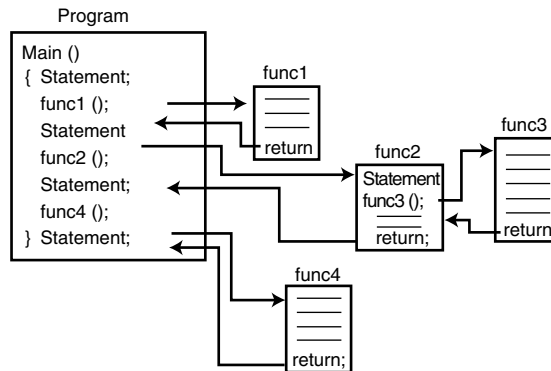 Program
Main ()
{ Statement;
func1 ();
Statement
func2 ();
Statement;
func4 ();
} Statement;
func1
return
func2
Statement
func3 ();
return;
func3
return
func4
return;